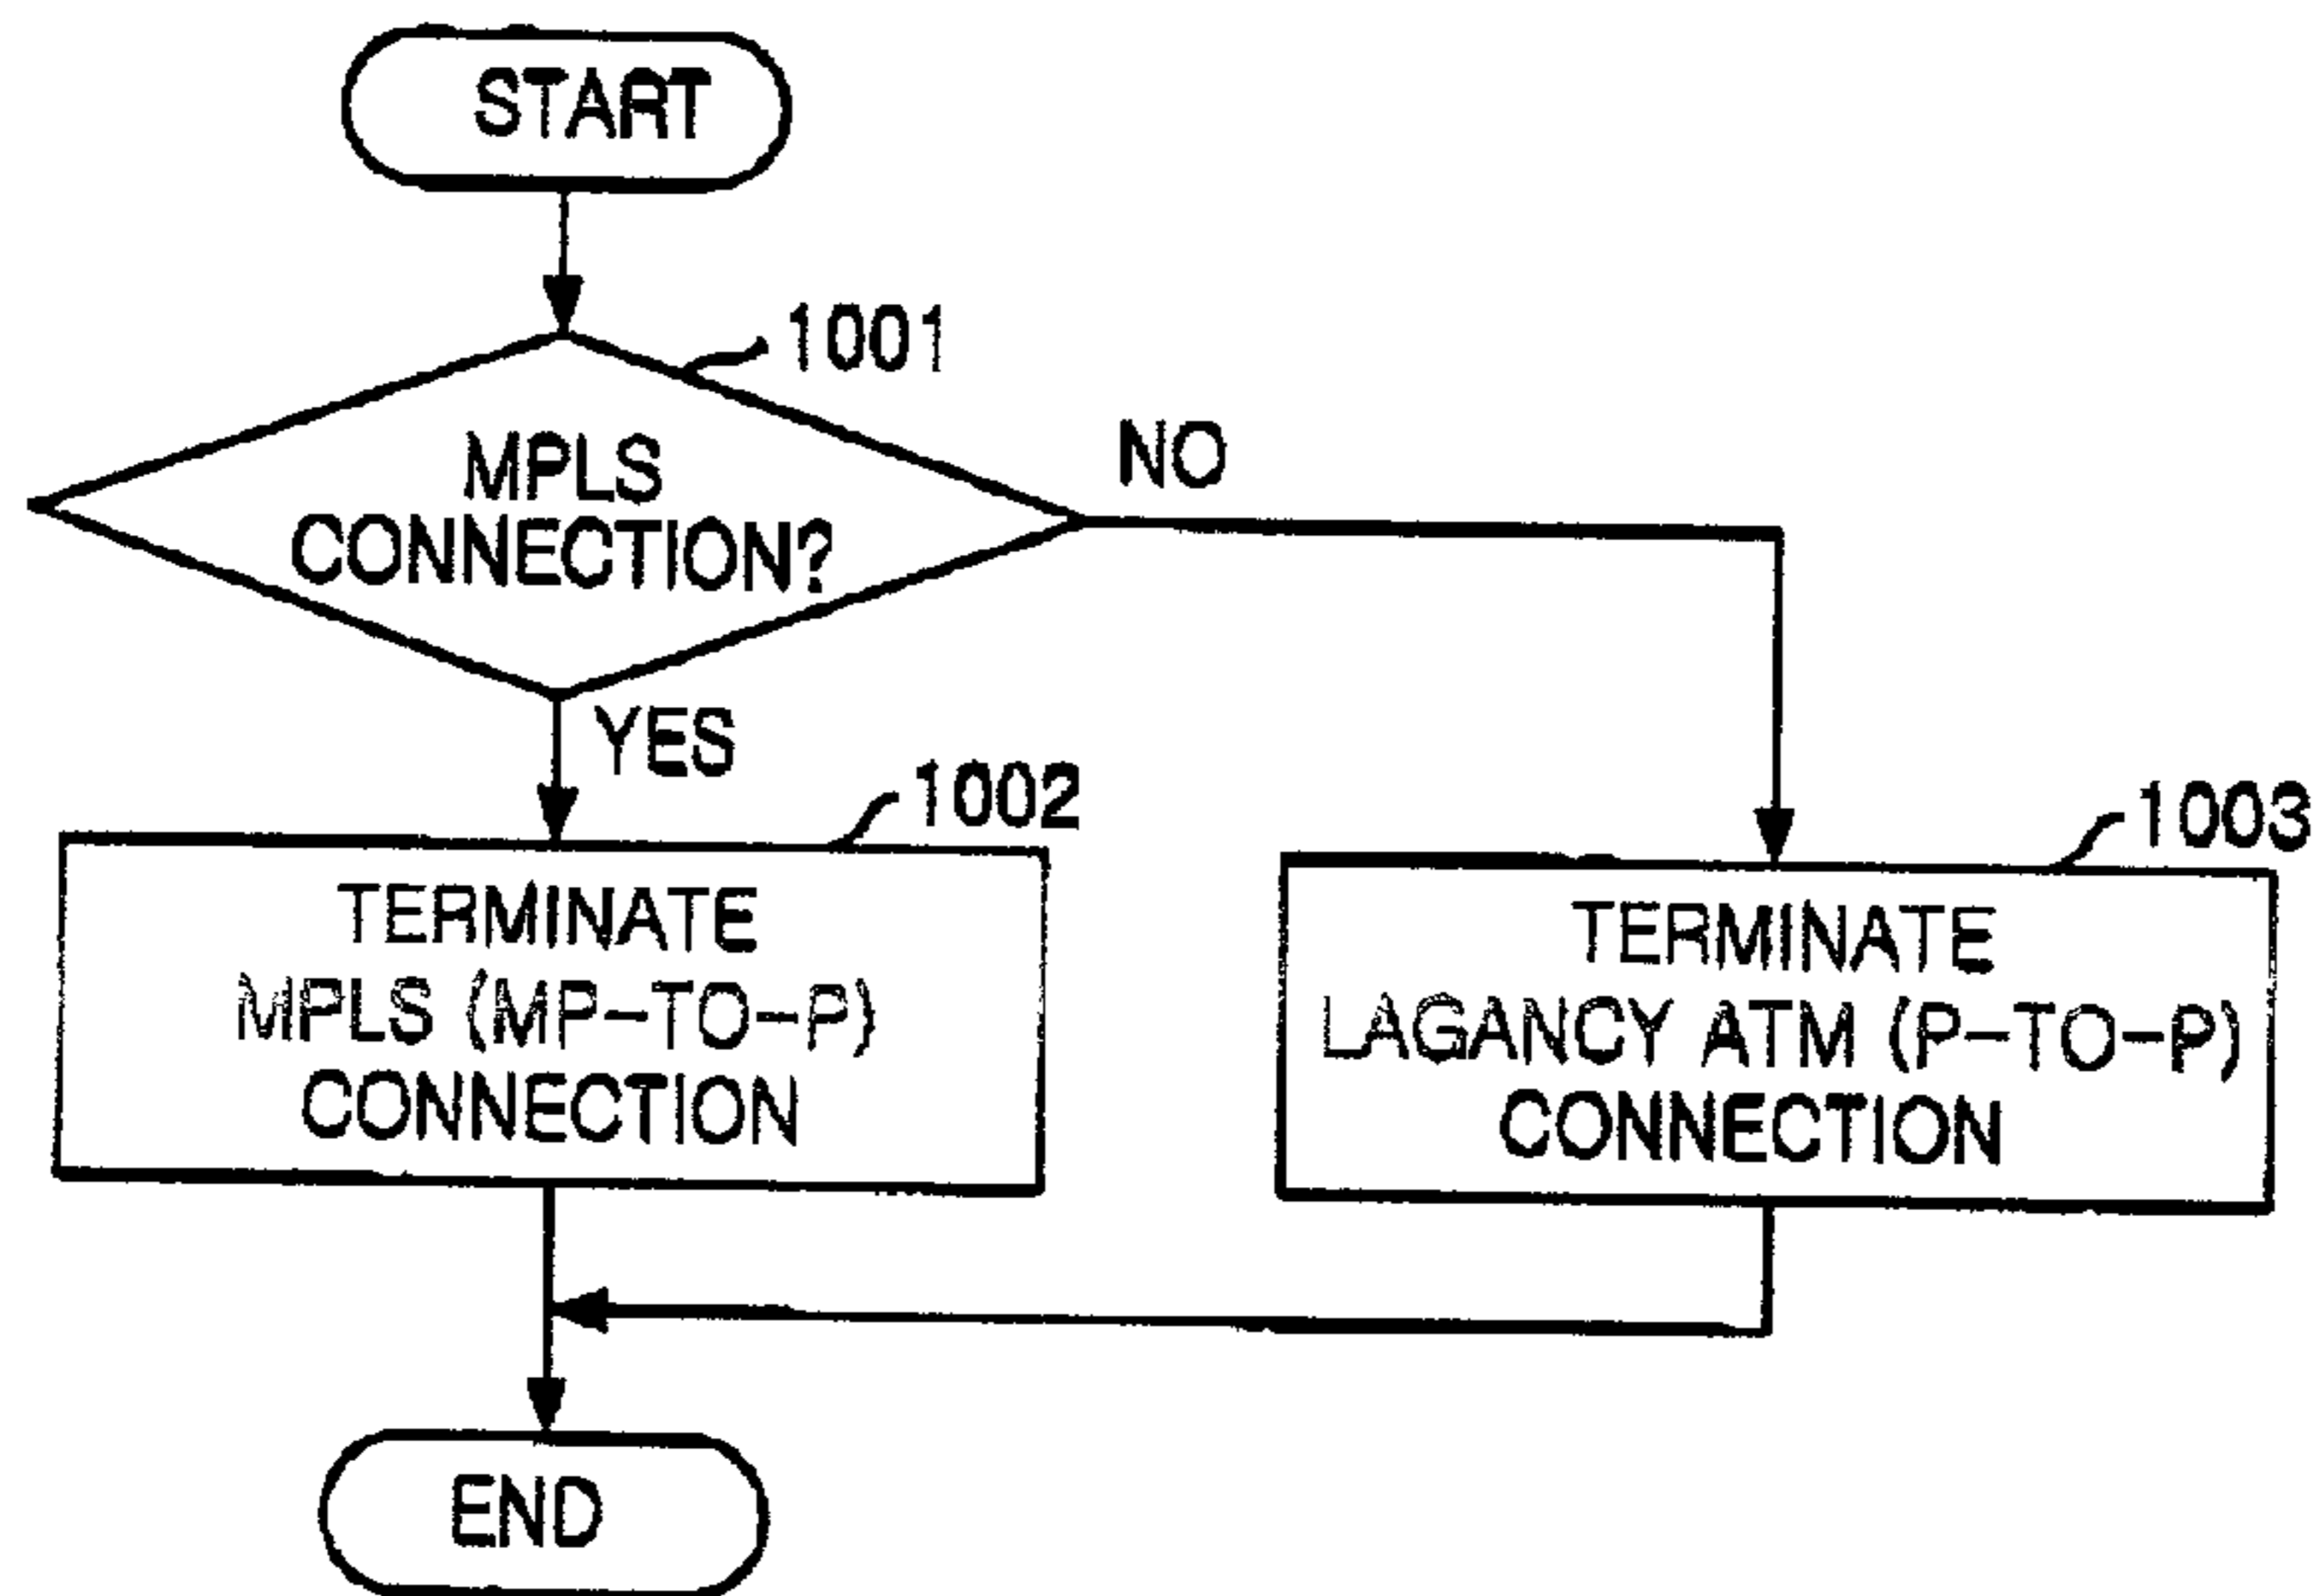 START
1001
MPLS
CONNECTION?
NO
YES
1002
TERMINATE
MPLS (MP-TO-P)
CONNECTION
1003
TERMINATE
LAGANCY ATM (P-TO-P)
CONNECTION
END